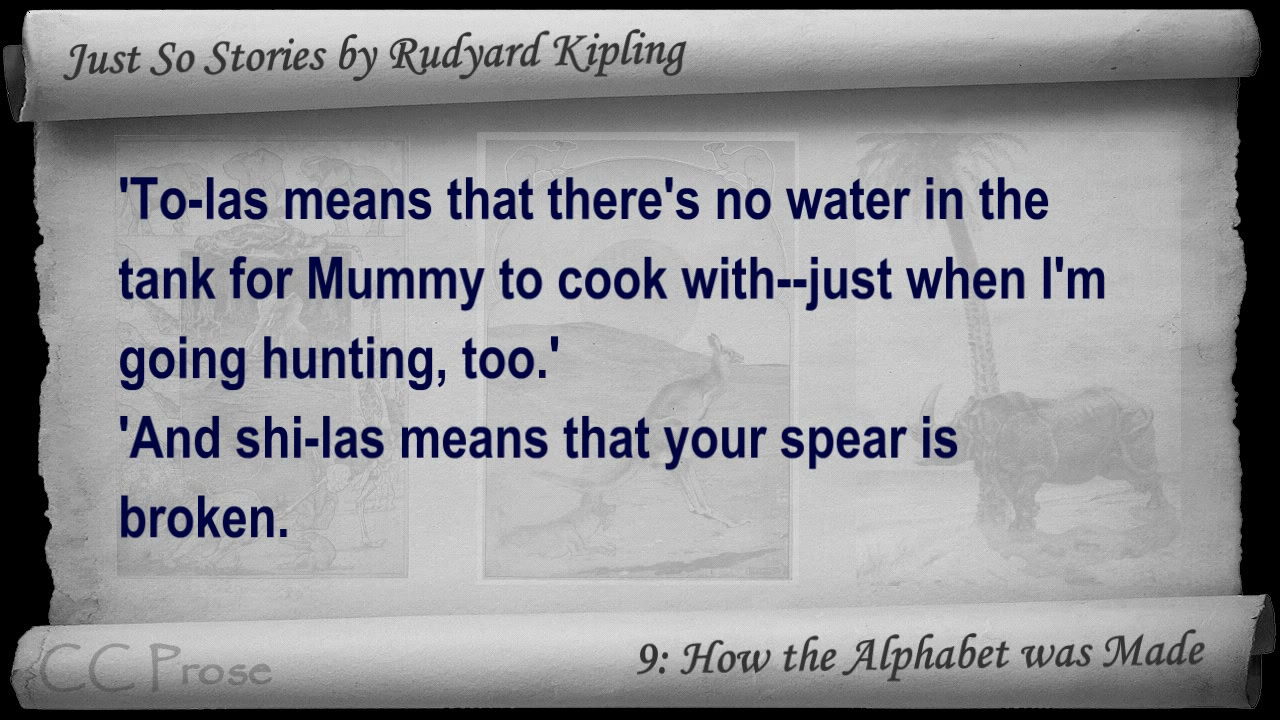 Just So Stories by Rudyard Kipling
'To-las means that there's no water in the
tank for Mummy to cook with--just when I'm
going hunting, too.'
'And shi-las means that your spear is
broken.
CC Prose
9: How the Alphabet was Made